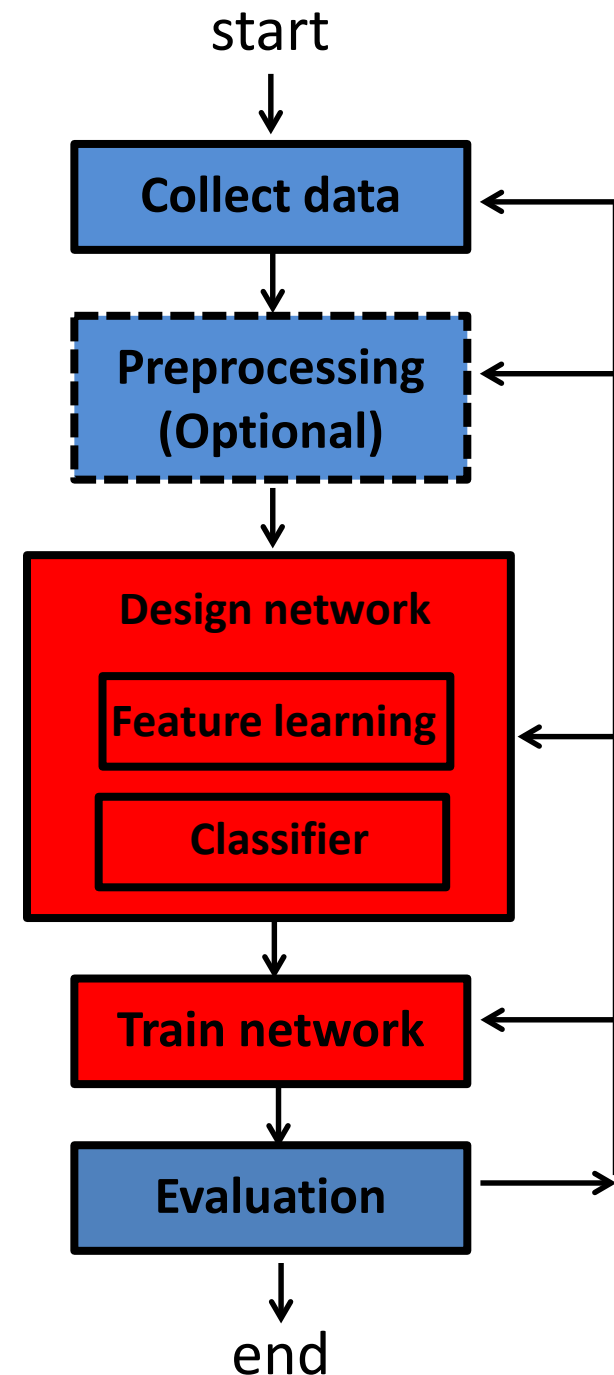 start
Collect data
Preprocessing
(Optional)
Design network
Feature learning
Classifier
Train network
Evaluation
end